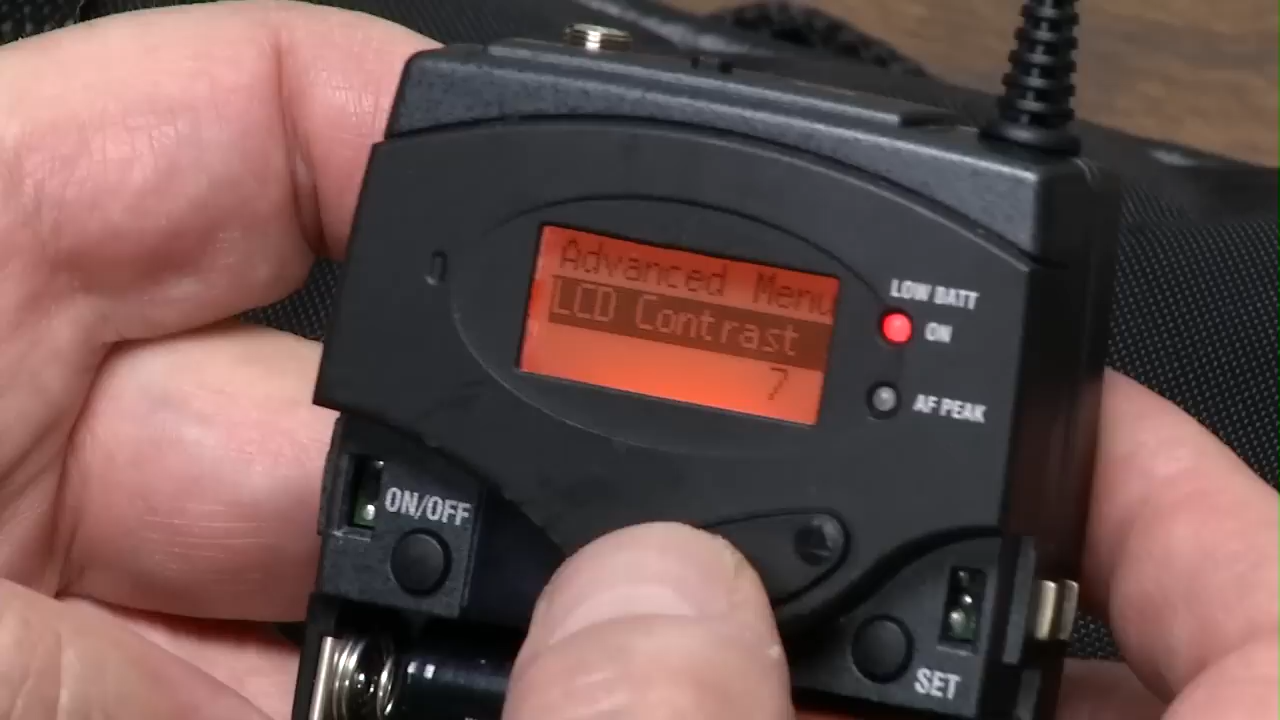 Advanced Menu
LCD Contrast
7
LOW BATT
ON
AF PEAK
ON/OFF
SET